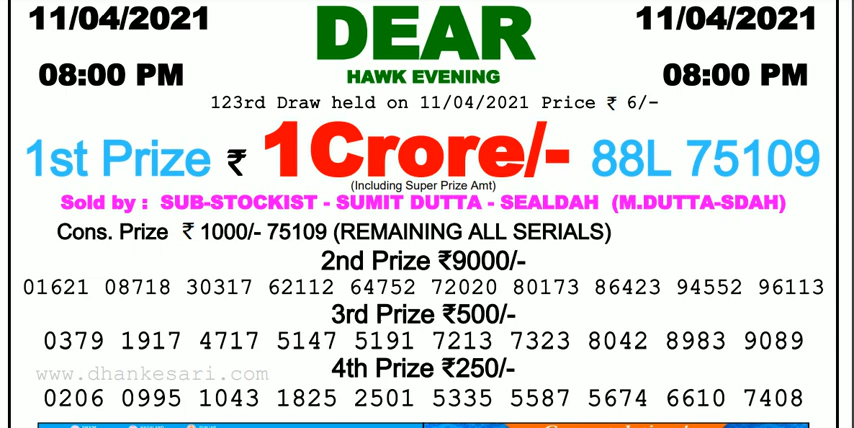 11/04/2021 DEAR 11/04/2021
08:00 PM HAWK EVENING 08:00 PM
123rd Draw held on 11/04/2021 Price ₹ 6/-
1st Prize ₹ 1Crore/- 88L 75109
(Including Super Prize Amt)
Sold by : SUB-STOCKIST - SUMIT DUTTA - SEALDAH (M.DUTTA-SDAH)
Cons. Prize ₹ 1000/- 75109 (REMAINING ALL SERIALS)
2nd Prize ₹9000/-
01621 08718 30317 62112 64752 72020 80173 86423 94552 96113
3rd Prize ₹500/-
0379 1917 4717 5147 5191 7213 7323 8042 8983 9089
www.dhankesari.com
4th Prize ₹250/-
0206 0995 1043 1825 2501 5335 5587 5674 6610 7408